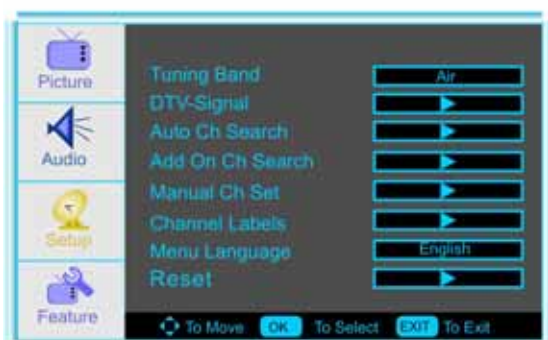 Picture
Audio
Setup
Feature
Tuning Band Air
DTV-Signal
Auto Ch Search
Add On Ch Search
Manual Ch Set
Channel Labels
Menu Language English
Reset
To Move OK To Select EXIT To Exit